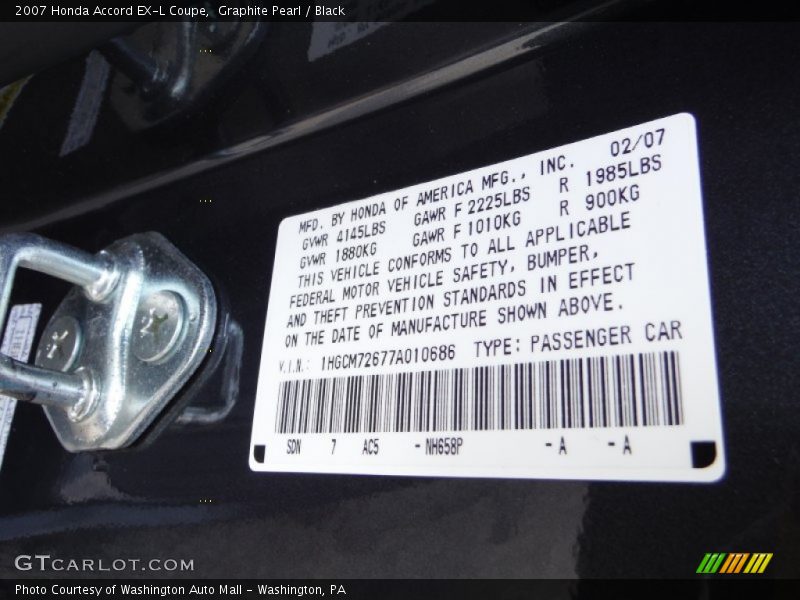 2007 Honda Accord EX-L Coupe,  Graphite Pearl / Black
MFD. BY HONDA OF AMERICA MFG., INC. 02/07
GVWR 4145LBS GAWR F 2225LBS R 1985LBS
GVWR 1880KG GAWR F 1010KG R 900KG
THIS VEHICLE CONFORMS TO ALL APPLICABLE
FEDERAL MOTOR VEHICLE SAFETY, BUMPER,
AND THEFT PREVENTION STANDARDS IN EFFECT
ON THE DATE OF MANUFACTURE SHOWN ABOVE.
V.I.N.: 1HGCM72677A010686 TYPE: PASSENGER CAR
SDN 7 AC5 - NH658P - A - A
GTCARLOT.COM
Photo Courtesy of Washington Auto Mall - Washington, PA